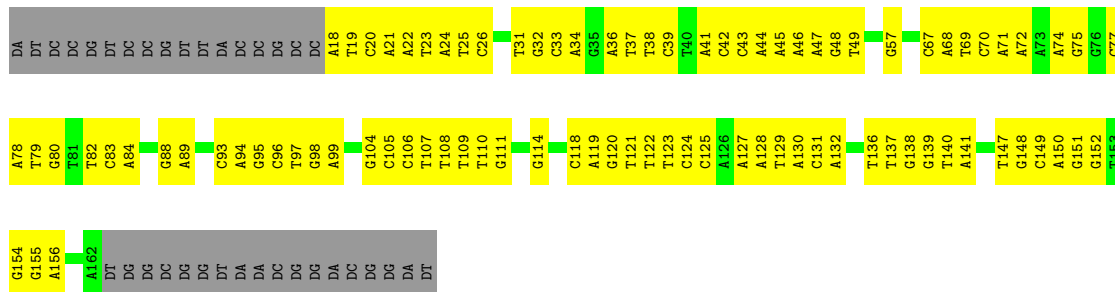 DA DT DC DC DG DT DC DC DG DT DT DA DC DC DG DC DC A18 T19 C20 A21 A22 T23 A24 T25 C26 T31 G32 C33 A34 G35 A36 T37 T38 C39 T40 A41 C42 C43 A44 A45 A46 A47 G48 T49 G57 C67 A68 T69 C70 A71 A72 A73 A74 G75 G76 C77
A78 T79 G80 T81 T82 C83 A84 G88 A89 C93 A94 G95 C96 T97 G98 A99 G104 C105 C106 T107 T108 T109 T110 G111 G114 C118 A119 G120 T121 T122 T123 C124 C125 A126 A127 A128 T129 A130 C131 A132 T136 T137 G138 G139 T140 A141 T147 G148 C149 A150 G151 G152 T153
G154 G155 A156 A162 DT DG DG DC DG DG DT DA DA DC DG DG DA DC DG DG DA DT